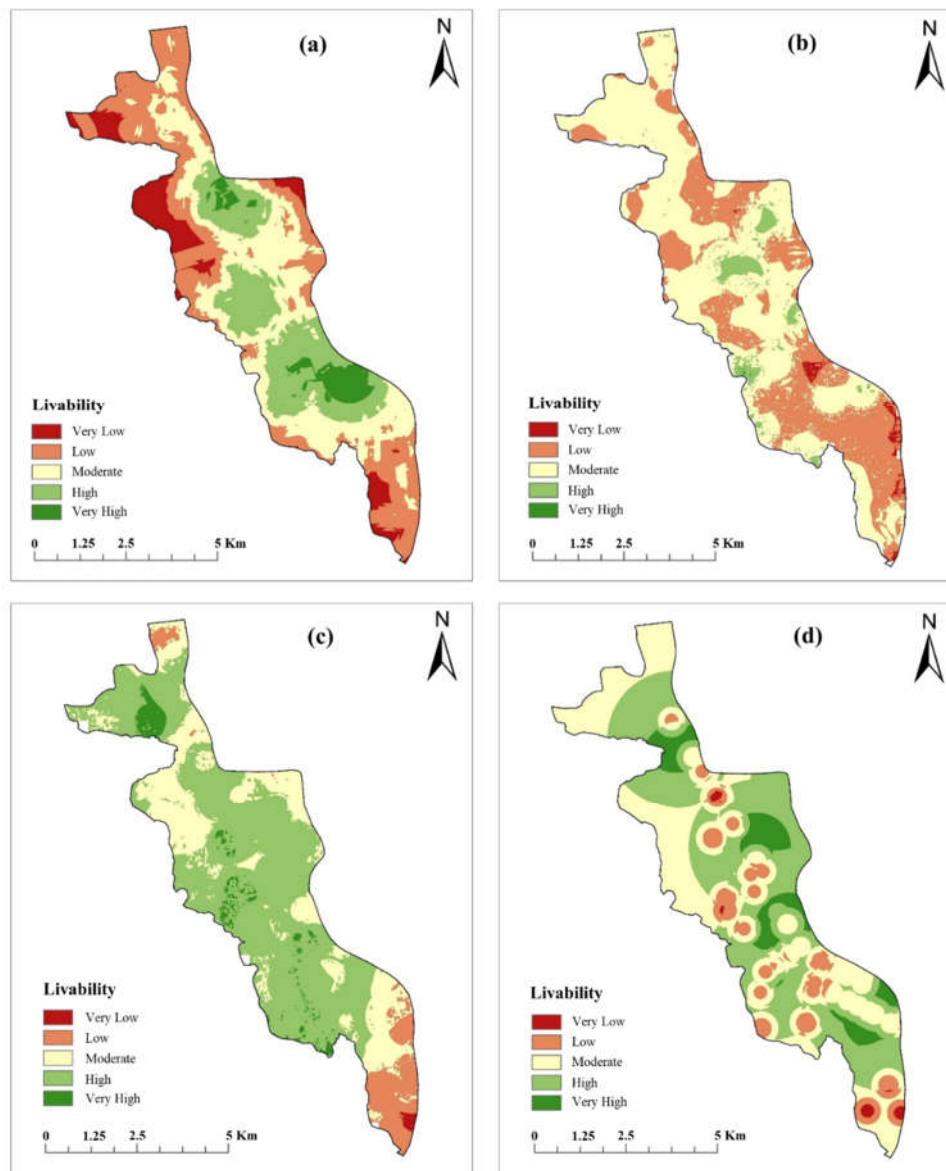 (a)
N
Livability
Very Low
Low
Moderate
High
Very High
0 1.25 2.5 5 Km
(b)
N
Livability
Very Low
Low
Moderate
High
Very High
0 1.25 2.5 5 Km
(c)
N
Livability
Very Low
Low
Moderate
High
Very High
0 1.25 2.5 5 Km
(d)
N
Livability
Very Low
Low
Moderate
High
Very High
0 1.25 2.5 5 Km